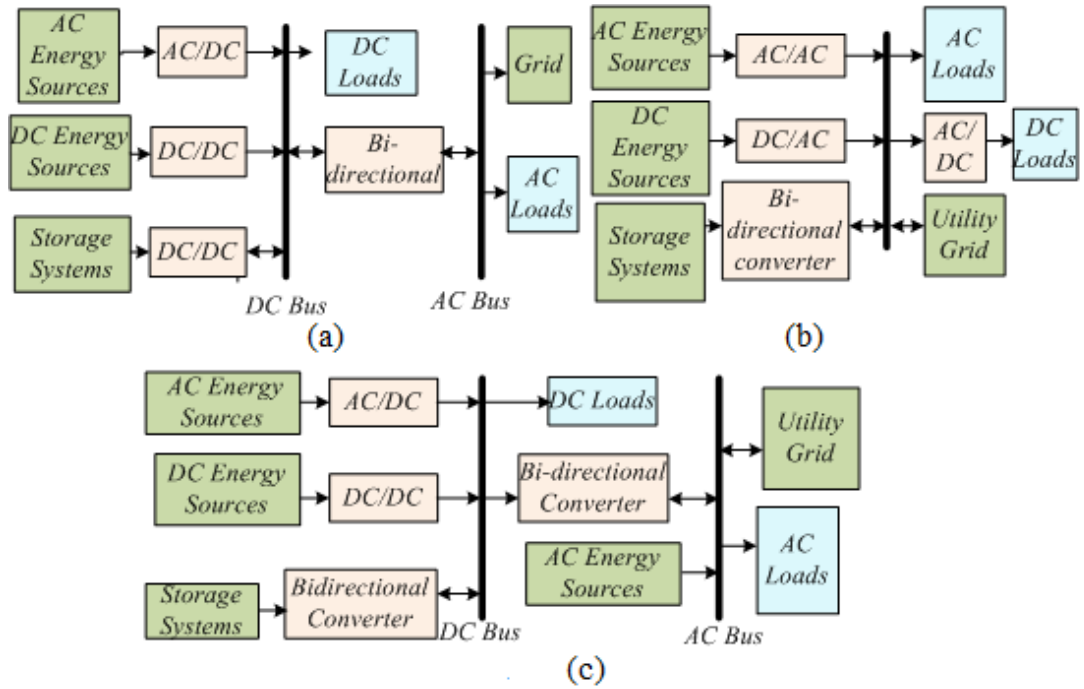 AC
Energy
Sources
AC/DC
DC
Loads
Grid
DC Energy
Sources
DC/DC
Bi-
directional
AC
Loads
Storage
Systems
DC/DC
DC Bus
AC Bus
(a)
AC Energy
Sources
AC/AC
AC
Loads
DC
Energy
Sources
DC/AC
AC/
DC
DC
Loads
Storage
Systems
Bi-
directional
converter
Utility
Grid
(b)
AC Energy
Sources
AC/DC
DC Loads
Utility
Grid
DC Energy
Sources
DC/DC
Bi-directional
Converter
AC Energy
Sources
AC
Loads
Storage
Systems
Bidirectional
Converter
DC Bus
AC Bus
(c)